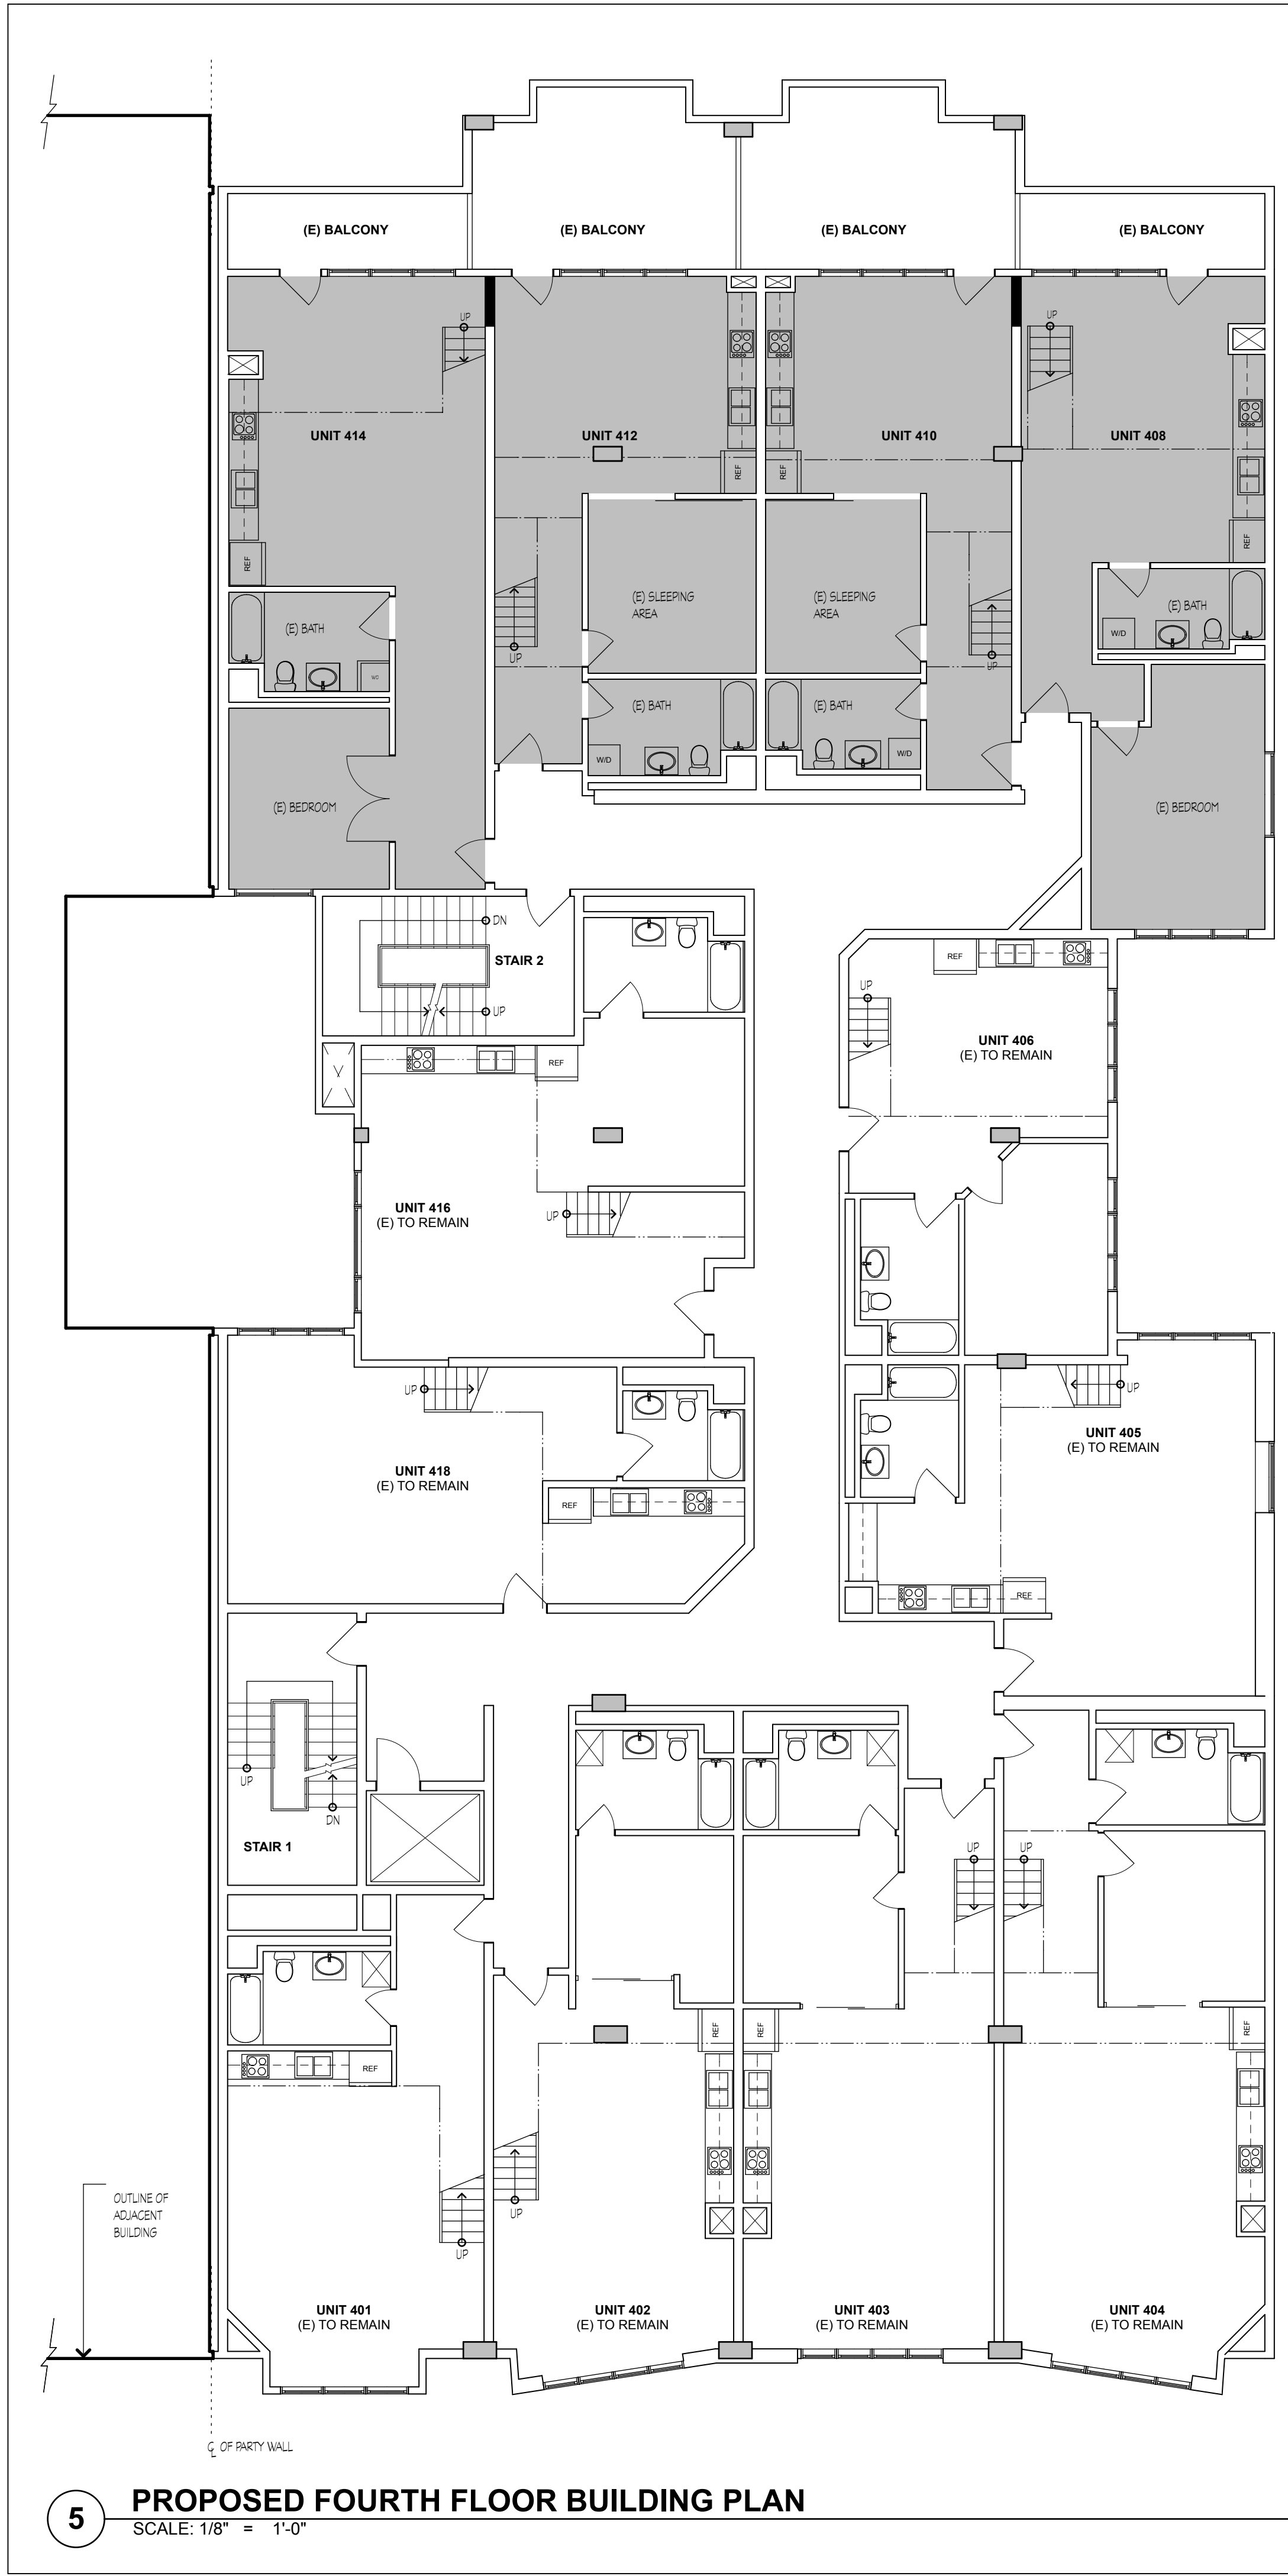 (E) BALCONY
(E) BALCONY
(E) BALCONY
(E) BALCONY
UP
UP
UNIT 414
UNIT 412
UNIT 410
UNIT 408
REF
REF
REF
REF
(E) SLEEPING
AREA
(E) SLEEPING
AREA
(E) BATH
(E) BATH
W/D
UP
UP
WD
(E) BATH
(E) BATH
W/D
W/D
(E) BEDROOM
(E) BEDROOM
DN
STAIR 2
UP
REF
UP
UNIT 406
(E) TO REMAIN
REF
UNIT 416
(E) TO REMAIN
UP
UP
UP
UNIT 405
(E) TO REMAIN
UNIT 418
(E) TO REMAIN
REF
REF
UP
DN
STAIR 1
UP
UP
REF
REF
REF
REF
OUTLINE OF
ADJACENT
BUILDING
UP
UP
UNIT 401
(E) TO REMAIN
UNIT 402
(E) TO REMAIN
UNIT 403
(E) TO REMAIN
UNIT 404
(E) TO REMAIN
℄ OF PARTY WALL
5
PROPOSED FOURTH FLOOR BUILDING PLAN
SCALE: 1/8" = 1'-0"